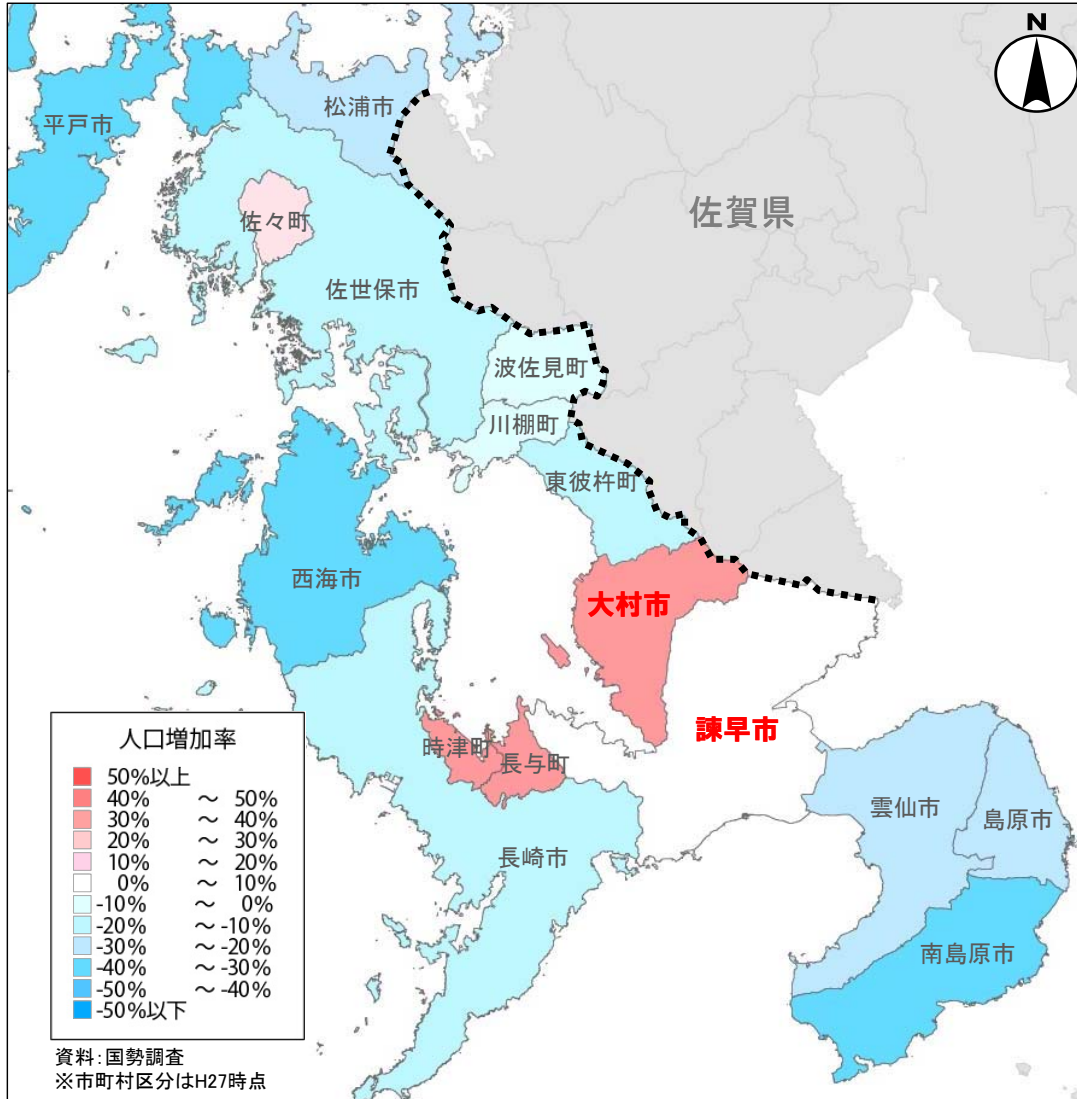 N
松浦市
平戸市
佐々町
佐賀県
佐世保市
波佐見町
川棚町
東彼杵町
西海市
大村市
諫早市
時津町
長与町
雲仙市
島原市
長崎市
南島原市
人口増加率
50%以上
40% ～ 50%
30% ～ 40%
20% ～ 30%
10% ～ 20%
0% ～ 10%
-10% ～ 0%
-20% ～-10%
-30% ～-20%
-40% ～-30%
-50% ～-40%
-50%以下
資料：国勢調査
※市町村区分はH27時点